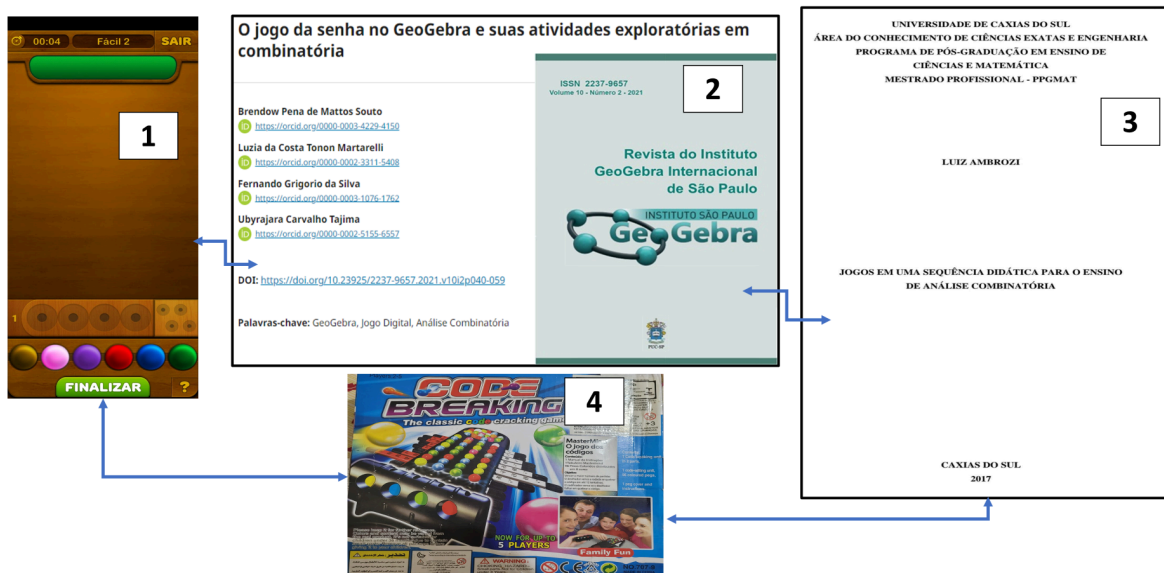 00:04 Fácil 2 SAIR
1
1
FINALIZAR ?
O jogo da senha no GeoGebra e suas atividades exploratórias em
combinatória
Brendow Pena de Mattos Souto
iD https://orcid.org/0000-0003-4229-4150
Luzia da Costa Tonon Martarelli
iD https://orcid.org/0000-0002-3311-5408
Fernando Grigorio da Silva
iD https://orcid.org/0000-0003-1076-1762
Ubyrajara Carvalho Tajima
iD https://orcid.org/0000-0002-5155-6557
DOI: https://doi.org/10.23925/2237-9657.2021.v10i2p040-059
Palavras-chave: GeoGebra, Jogo Digital, Análise Combinatória
ISSN 2237-9657
Volume 10 - Número 2 - 2021
2
Revista do Instituto
GeoGebra Internacional
de São Paulo
INSTITUTO SÃO PAULO
GeoGebra
PUC-SP
UNIVERSIDADE DE CAXIAS DO SUL
ÁREA DO CONHECIMENTO DE CIÊNCIAS EXATAS E ENGENHARIA
PROGRAMA DE PÓS-GRADUAÇÃO EM ENSINO DE
CIÊNCIAS E MATEMÁTICA
MESTRADO PROFISSIONAL - PPGMAT
3
LUIZ AMBROZI
JOGOS EM UMA SEQUÊNCIA DIDÁTICA PARA O ENSINO
DE ANÁLISE COMBINATÓRIA
CAXIAS DO SUL
2017
CODE
BREAKING
The classic code cracking game
4
MasterMind
O Jogo dos
códigos
NOW FOR UP TO
5 PLAYERS
Family Fun
WARNING: